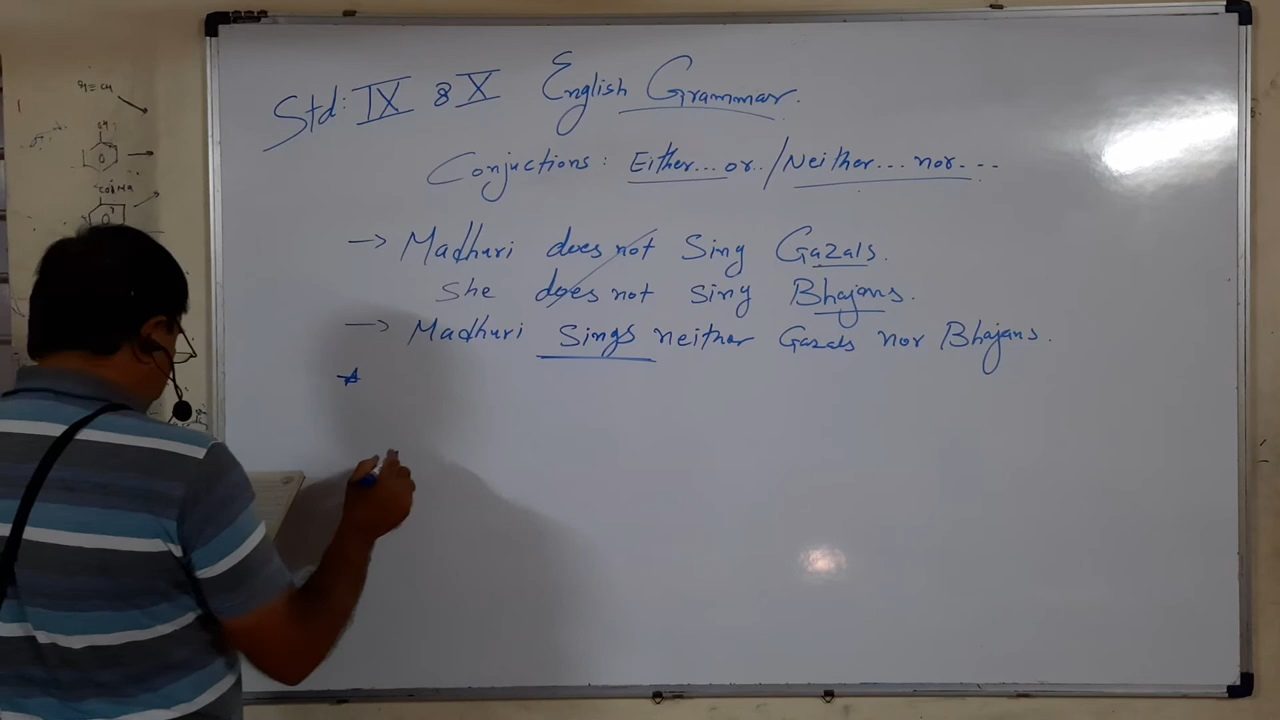 Std: IX & X English Grammar.
Conjuctions: Either... or../Neither... nor....
→ Madhuri does not Sing Gazals.
She does not sing Bhajans.
→ Madhuri Sings neither Gazals nor Bhajans.